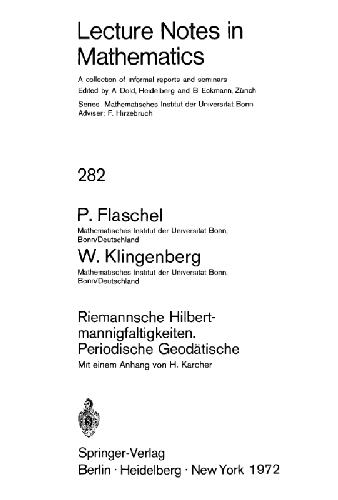 Lecture Notes in
Mathematics
A collection of informal reports and seminars
Edited by A. Dold, Heidelberg and B. Eckmann, Zürich
Series: Mathematisches Institut der Universität Bonn
Adviser: F. Hirzebruch
282
P. Flaschel
Mathematisches Institut der Universität Bonn,
Bonn/Deutschland
W. Klingenberg
Mathematisches Institut der Universität Bonn,
Bonn/Deutschland
Riemannsche Hilbert-
mannigfaltigkeiten.
Periodische Geodätische
Mit einem Anhang von H. Karcher
Springer-Verlag
Berlin · Heidelberg · New York 1972